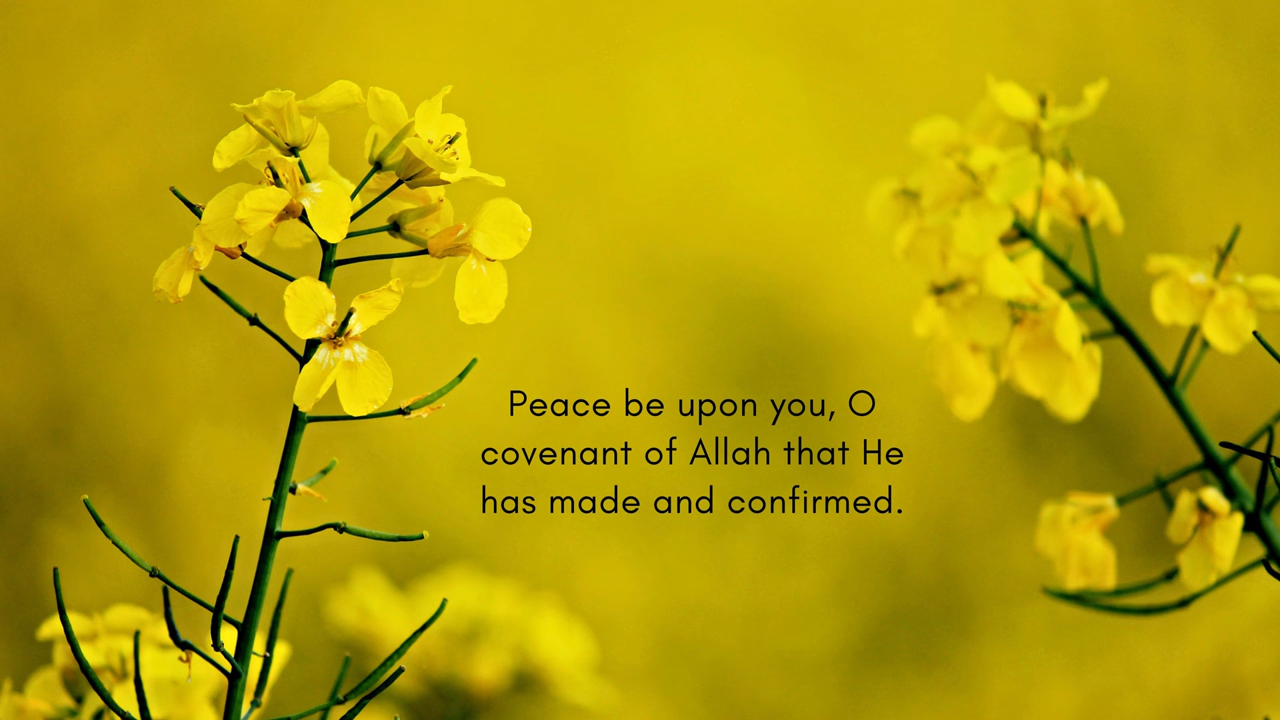 Peace be upon you, O
covenant of Allah that He
has made and confirmed.